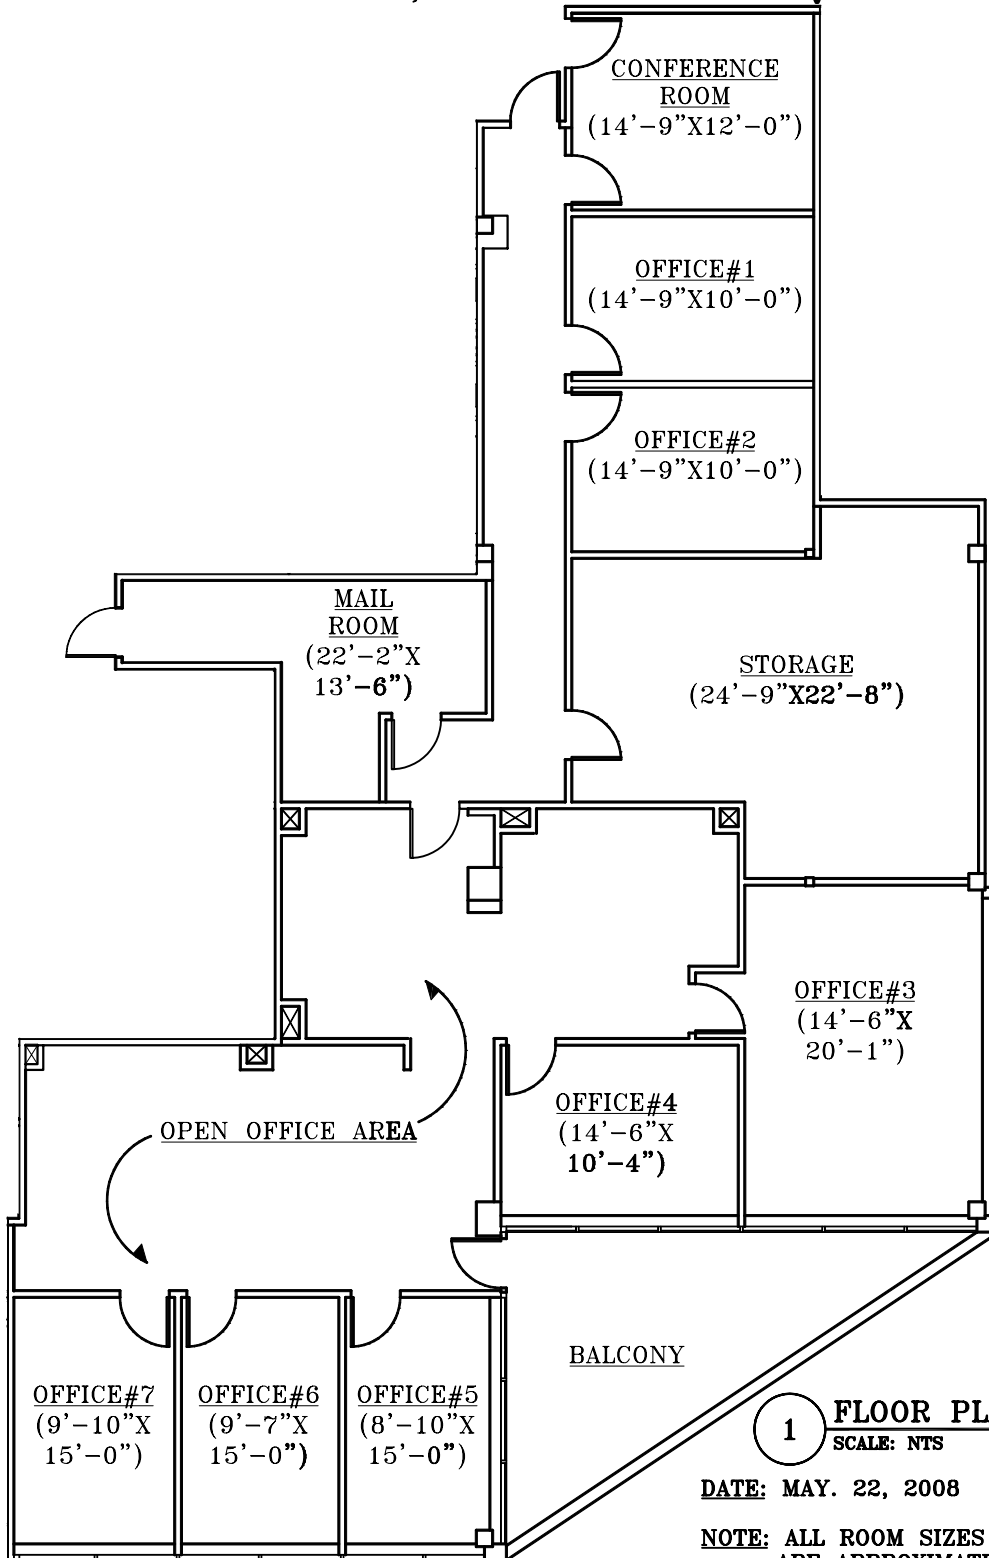 CONFERENCE
ROOM
(14'-9"X12'-0")
OFFICE#1
(14'-9"X10'-0")
OFFICE#2
(14'-9"X10'-0")
MAIL
ROOM
(22'-2"X
13'-6")
STORAGE
(24'-9"X22'-8")
OFFICE#3
(14'-6"X
20'-1")
OFFICE#4
(14'-6"X
10'-4")
OPEN OFFICE AREA
BALCONY
OFFICE#7
(9'-10"X
15'-0")
OFFICE#6
(9'-7"X
15'-0")
OFFICE#5
(8'-10"X
15'-0")
1
FLOOR PL
SCALE: NTS
DATE: MAY. 22, 2008
NOTE: ALL ROOM SIZES